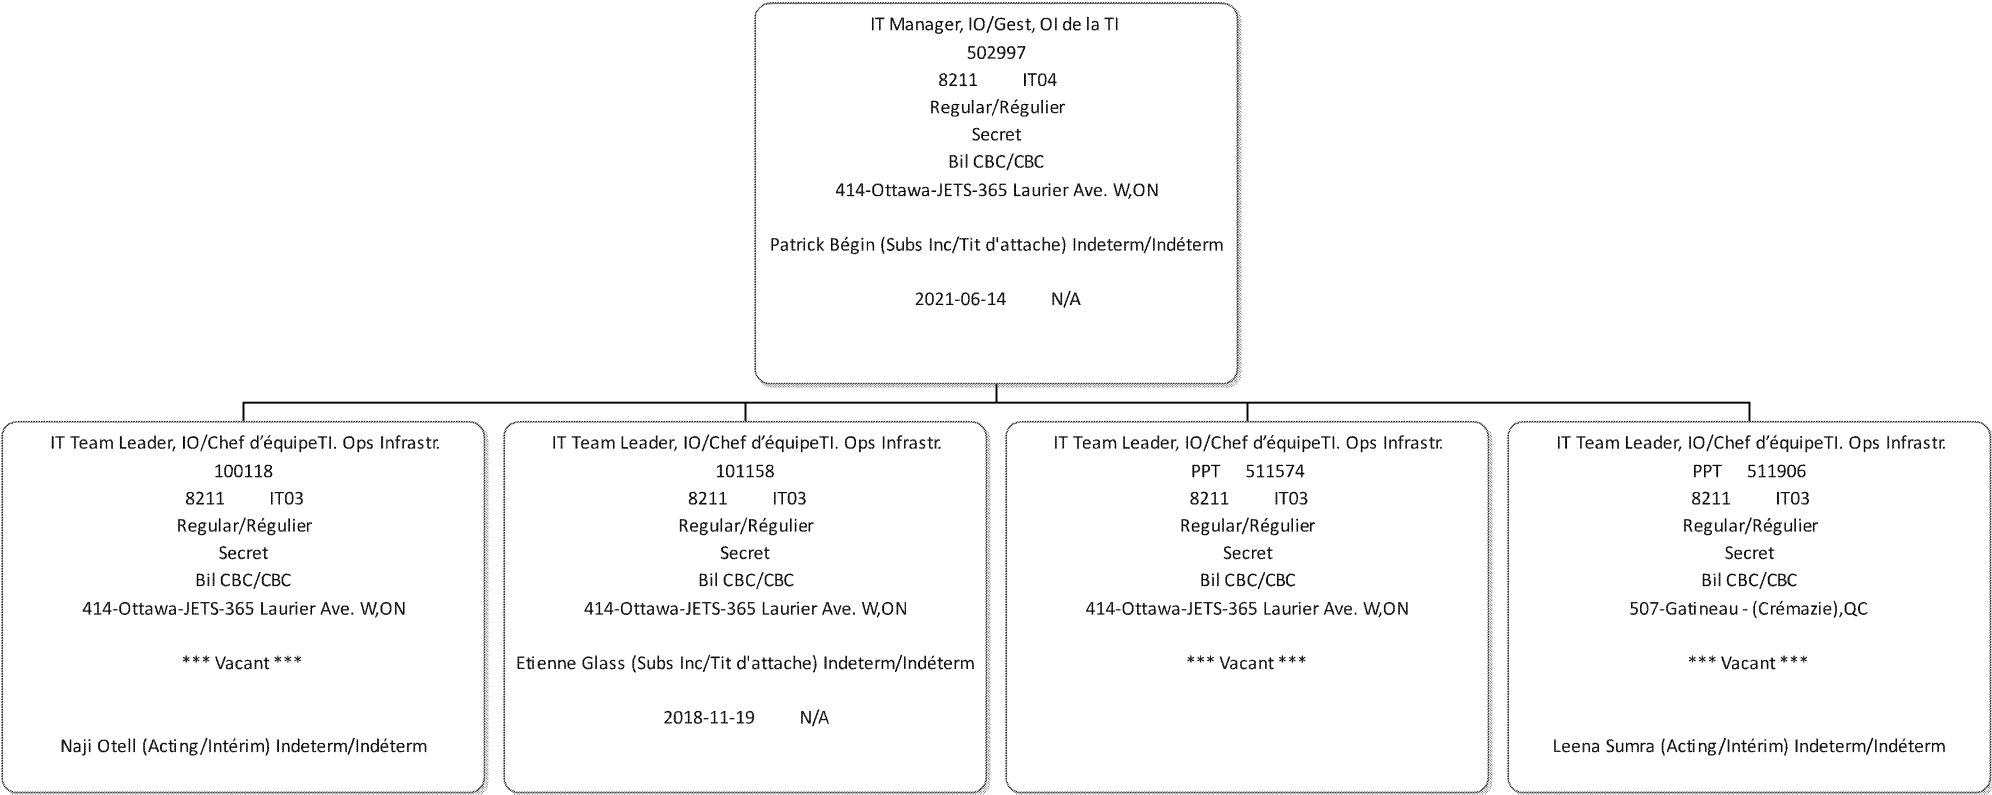 IT Manager, IO/Gest, OI de la TI
502997
8211 IT04
Regular/Régulier
Secret
Bil CBC/CBC
414-Ottawa-JETS-365 Laurier Ave. W,ON
Patrick Bégin (Subs Inc/Tit d'attache) Indeterm/Indéterm
2021-06-14 N/A
IT Team Leader, IO/Chef d’équipeTI. Ops Infrastr.
100118
8211 IT03
Regular/Régulier
Secret
Bil CBC/CBC
414-Ottawa-JETS-365 Laurier Ave. W,ON
*** Vacant ***
Naji Otell (Acting/Intérim) Indeterm/Indéterm
IT Team Leader, IO/Chef d’équipeTI. Ops Infrastr.
101158
8211 IT03
Regular/Régulier
Secret
Bil CBC/CBC
414-Ottawa-JETS-365 Laurier Ave. W,ON
Etienne Glass (Subs Inc/Tit d'attache) Indeterm/Indéterm
2018-11-19 N/A
IT Team Leader, IO/Chef d’équipeTI. Ops Infrastr.
PPT 511574
8211 IT03
Regular/Régulier
Secret
Bil CBC/CBC
414-Ottawa-JETS-365 Laurier Ave. W,ON
*** Vacant ***
IT Team Leader, IO/Chef d’équipeTI. Ops Infrastr.
PPT 511906
8211 IT03
Regular/Régulier
Secret
Bil CBC/CBC
507-Gatineau - (Crémazie),QC
*** Vacant ***
Leena Sumra (Acting/Intérim) Indeterm/Indéterm